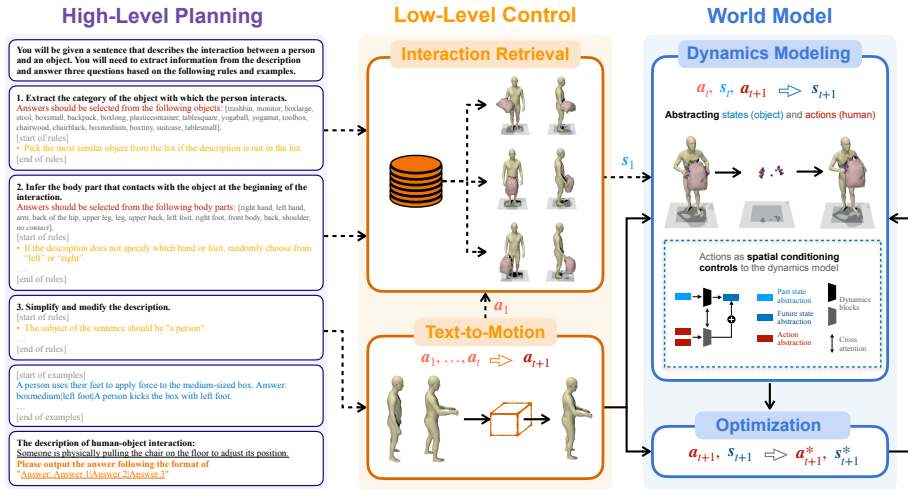 High-Level Planning
You will be given a sentence that describes the interaction between a person
and an object. You will need to extract information from the description
and answer three questions based on the following rules and examples.
1. Extract the category of the object with which the person interacts.
Answers should be selected from the following objects: [trashbin, monitor, boxlarge,
stool, boxsmall, backpack, boxlong, plasticcontainer, tablesquare, yogaball, yogamat, toolbox,
chairwood, chairblack, boxmedium, boxtiny, suitcase, tablesmall].
[start of rules]
• Pick the most similar object from the list if the description is not in the list.
[end of rules]
2. Infer the body part that contacts with the object at the beginning of the
interaction.
Answers should be selected from the following body parts: [right hand, left hand,
arm, back of the hip, upper leg, leg, upper back, left foot, right foot, front body, back, shoulder,
no contact].
[start of rules]
• If the description does not specify which hand or foot, randomly choose from
"left" or "right".
…
[end of rules]
3. Simplify and modify the description.
[start of rules]
• The subject of the sentence should be "a person".
…
[end of rules]
[start of examples]
A person uses their feet to apply force to the medium-sized box. Answer:
boxmedium|left foot|A person kicks the box with left foot.
…
[end of examples]
The description of human-object interaction:
Someone is physically pulling the chair on the floor to adjust its position.
Please output the answer following the format of
"Answer: Answer 1|Answer 2|Answer 3"
Low-Level Control
Interaction Retrieval
a_1
Text-to-Motion
a_1, …, a_t ⇨ a_{t+1}
s_1
World Model
Dynamics Modeling
a_t, s_t, a_{t+1} ⇨ s_{t+1}
Abstracting states (object) and actions (human)
Actions as spatial conditioning
controls to the dynamics model
Past state
abstraction
Future state
abstraction
Action
abstraction
Dynamics
blocks
Cross
attention
Optimization
a_{t+1}, s_{t+1} ⇨ a*_{t+1}, s*_{t+1}